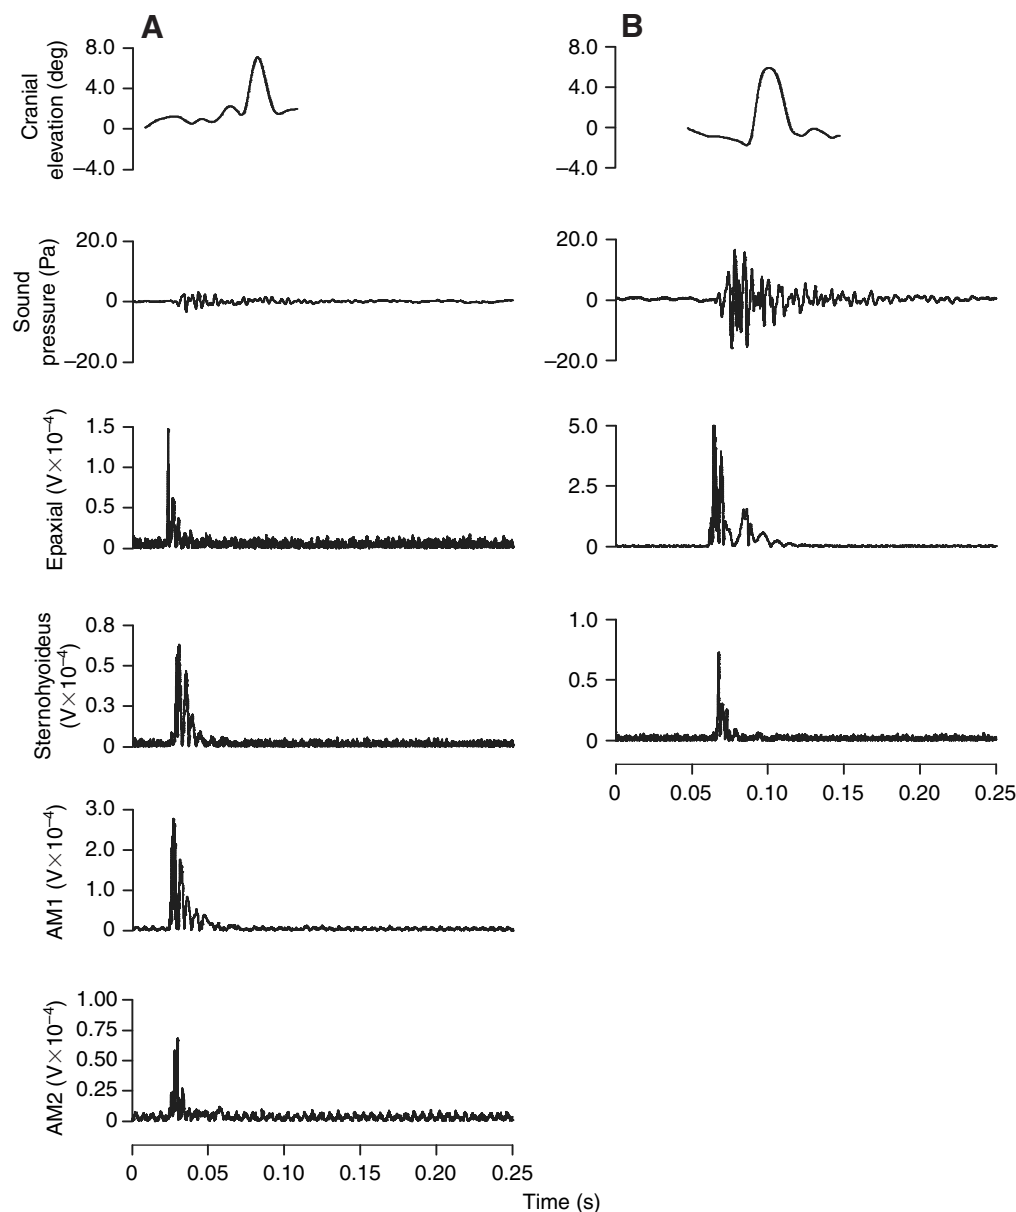 A
B
Cranial
elevation (deg)
8.0
4.0
0
–4.0
8.0
4.0
0
–4.0
Sound
pressure (Pa)
20.0
0
–20.0
20.0
0
–20.0
Epaxial (V×10–4)
1.5
1.0
0.5
0
5.0
2.5
0
Sternohyoideus
(V×10–4)
0.8
0.5
0.3
0
1.0
0.5
0
0 0.05 0.10 0.15 0.20 0.25
AM1 (V×10–4)
3.0
2.0
1.0
0
AM2 (V×10–4)
1.00
0.75
0.50
0.25
0
0 0.05 0.10 0.15 0.20 0.25
Time (s)